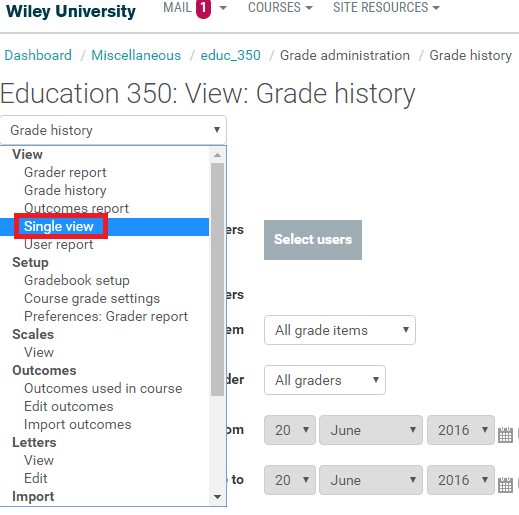 Wiley University MAIL 1 COURSES SITE RESOURCES
Dashboard / Miscellaneous / educ_350 / Grade administration / Grade history
Education 350: View: Grade history
Grade history
View
Grader report
Grade history
Outcomes report
Single view
User report
Setup
Gradebook setup
Course grade settings
Preferences: Grader report
Scales
View
Outcomes
Outcomes used in course
Edit outcomes
Import outcomes
Letters
View
Edit
Import
ers Select users
ers
em All grade items
der All graders
om 20 June 2016
to 20 June 2016